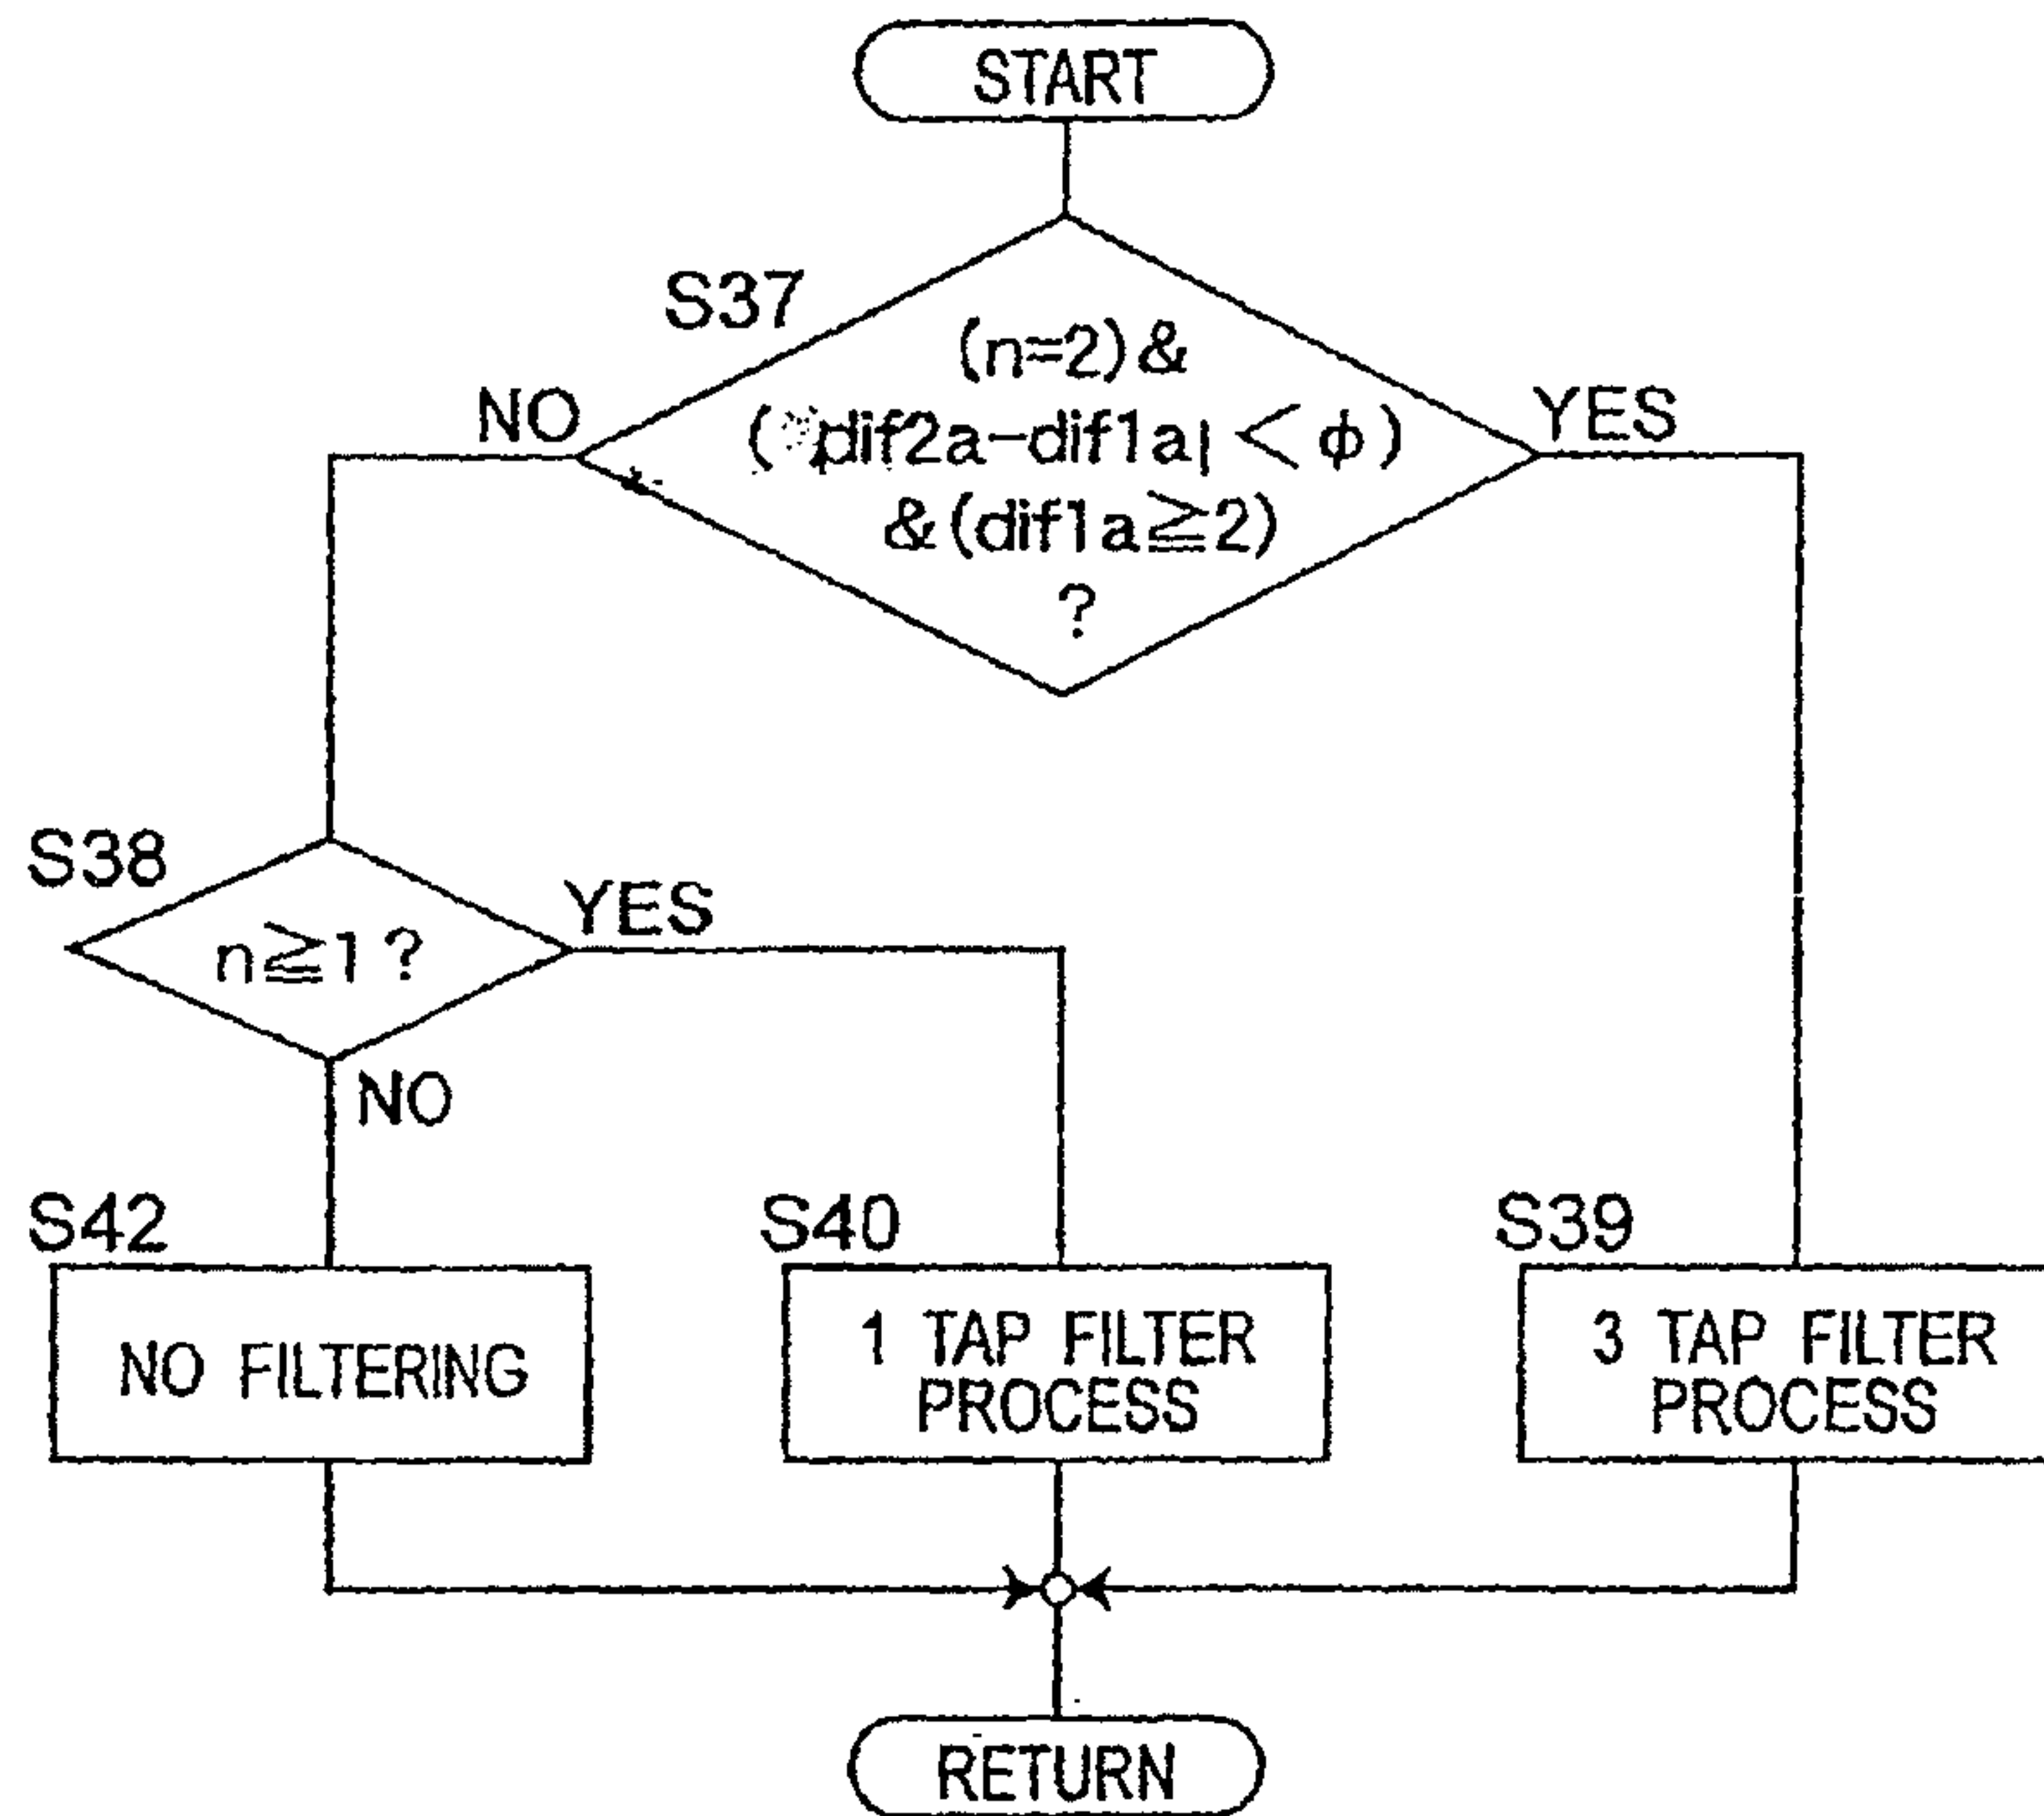 START
S37
(n=2)&
NO
(|dif2a-dif1a|<φ)
YES
&(dif1a≧2)
?
S38
YES
n≧1?
NO
S42
S40
S39
NO FILTERING
1 TAP FILTER
PROCESS
3 TAP FILTER
PROCESS
RETURN